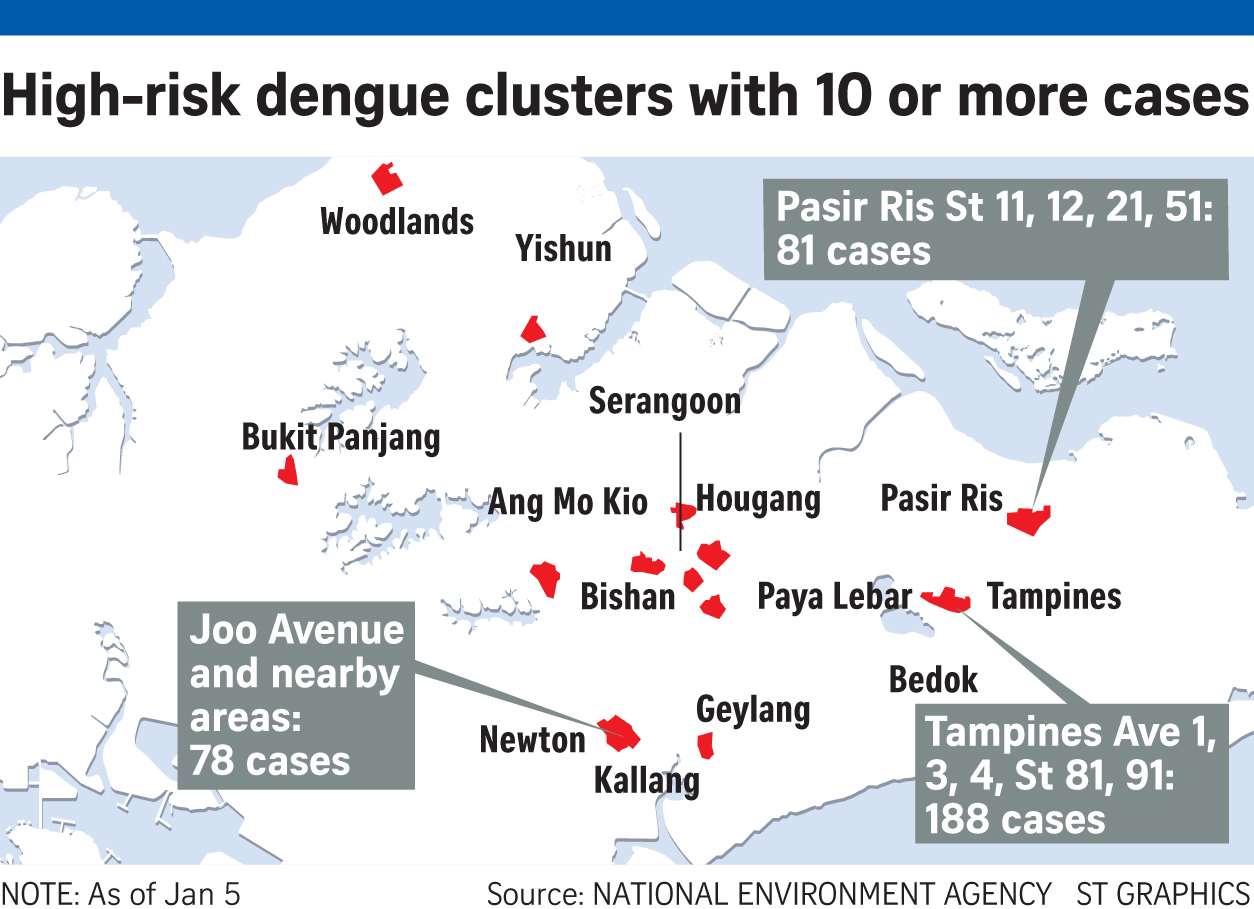 High-risk dengue clusters with 10 or more cases
Woodlands
Yishun
Pasir Ris St 11, 12, 21, 51:
81 cases
Serangoon
Bukit Panjang
Ang Mo Kio
Hougang
Pasir Ris
Bishan
Paya Lebar
Tampines
Joo Avenue
and nearby
areas:
78 cases
Bedok
Geylang
Newton
Kallang
Tampines Ave 1,
3, 4, St 81, 91:
188 cases
NOTE: As of Jan 5
Source: NATIONAL ENVIRONMENT AGENCY ST GRAPHICS